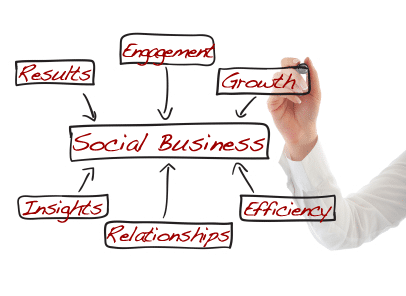 Engagement
Results
Growth
Social Business
Insights
Efficiency
Relationships